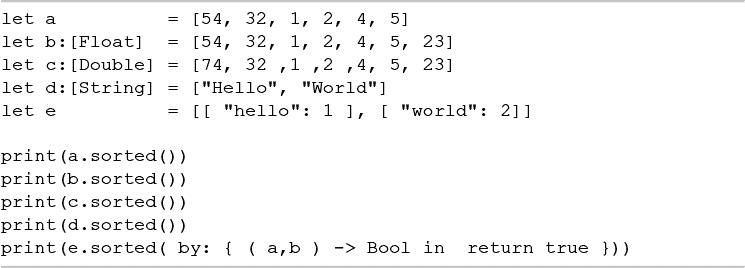 let a          = [54, 32, 1, 2, 4, 5]
let b:[Float]  = [54, 32, 1, 2, 4, 5, 23]
let c:[Double] = [74, 32 ,1 ,2 ,4, 5, 23]
let d:[String] = ["Hello", "World"]
let e          = [[ "hello": 1 ], [ "world": 2]]
print(a.sorted())
print(b.sorted())
print(c.sorted())
print(d.sorted())
print(e.sorted( by: { ( a,b ) -> Bool in  return true }))